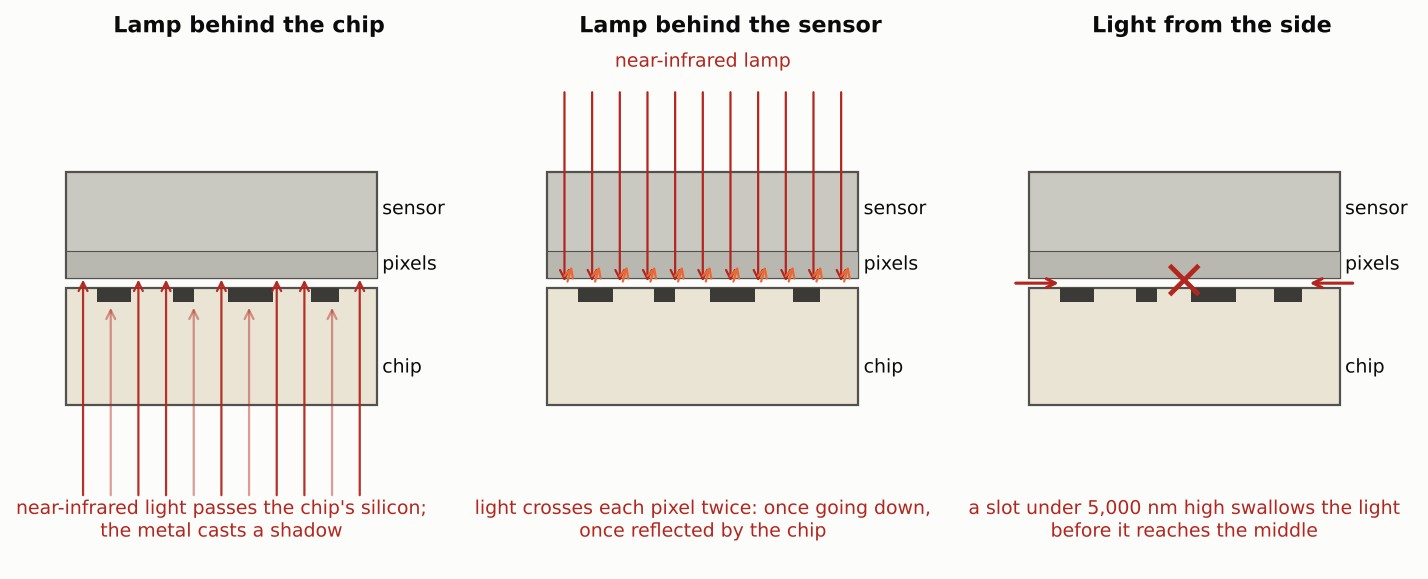 Lamp behind the chip
sensor
pixels
chip
near-infrared light passes the chip's silicon;
the metal casts a shadow
Lamp behind the sensor
near-infrared lamp
sensor
pixels
chip
light crosses each pixel twice: once going down,
once reflected by the chip
Light from the side
sensor
pixels
chip
a slot under 5,000 nm high swallows the light
before it reaches the middle